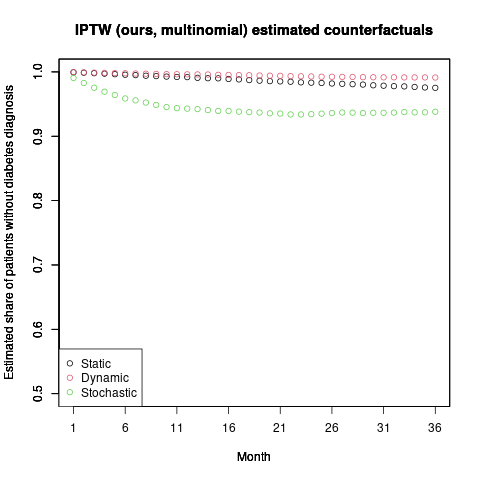 IPTW (ours, multinomial) estimated counterfactuals
Estimated share of patients without diabetes diagnosis
1.0
0.9
0.8
0.7
0.6
0.5
Static
Dynamic
Stochastic
1 6 11 16 21 26 31 36
Month